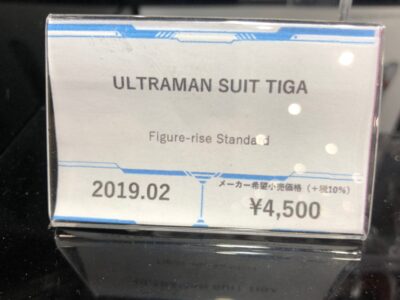 ULTRAMAN SUIT TIGA
Figure-rise Standard
2019.02
メーカー希望小売価格（＋税10%）
¥4,500